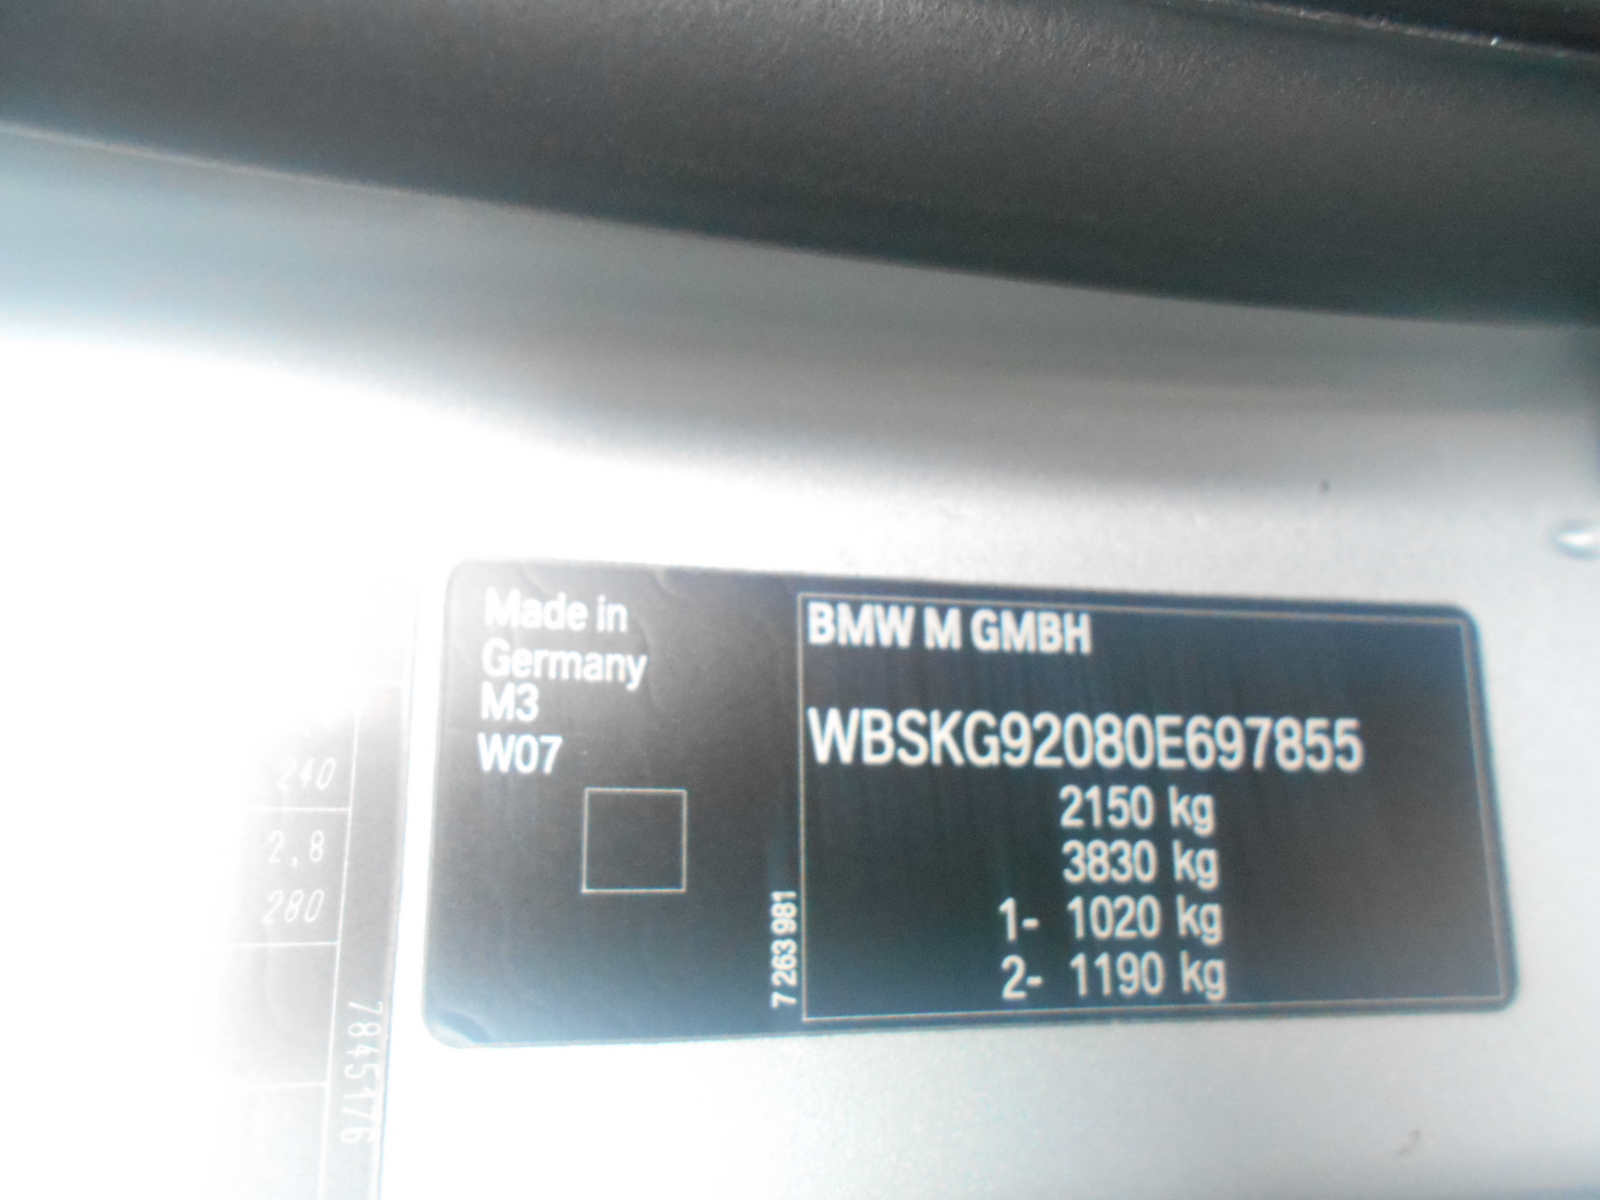 Made in
Germany
M3
W07
7 263 981
BMW M GMBH
WBSKG92080E697855
2150 kg
3830 kg
1- 1020 kg
2- 1190 kg
240
2,8
280
7845176